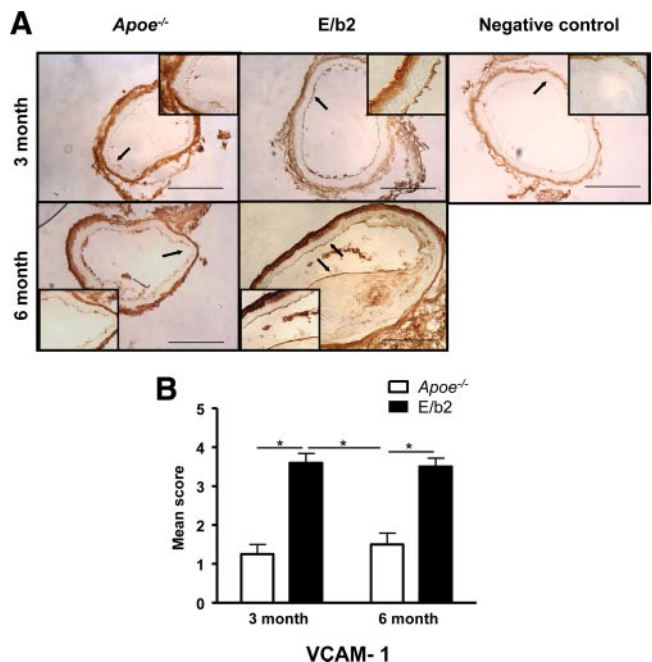 A
Apoe-/-
E/b2
Negative control
3 month
6 month
B
Apoe-/-
E/b2
5
4
3
2
1
0
Mean score
*
*
*
3 month
6 month
VCAM- 1